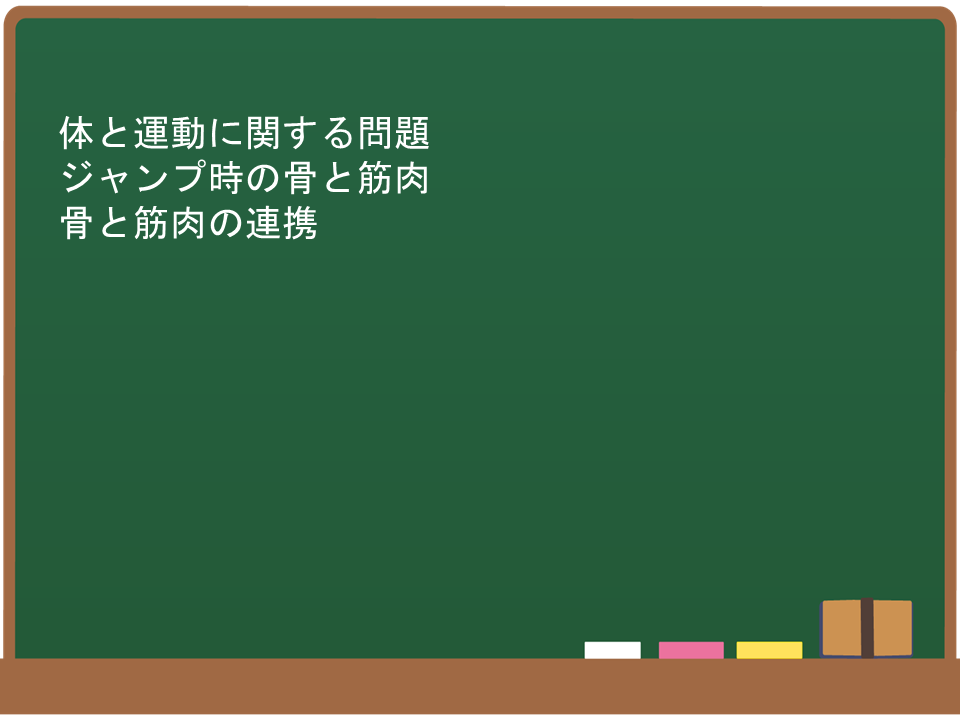 体と運動に関する問題
ジャンプ時の骨と筋肉
骨と筋肉の連携